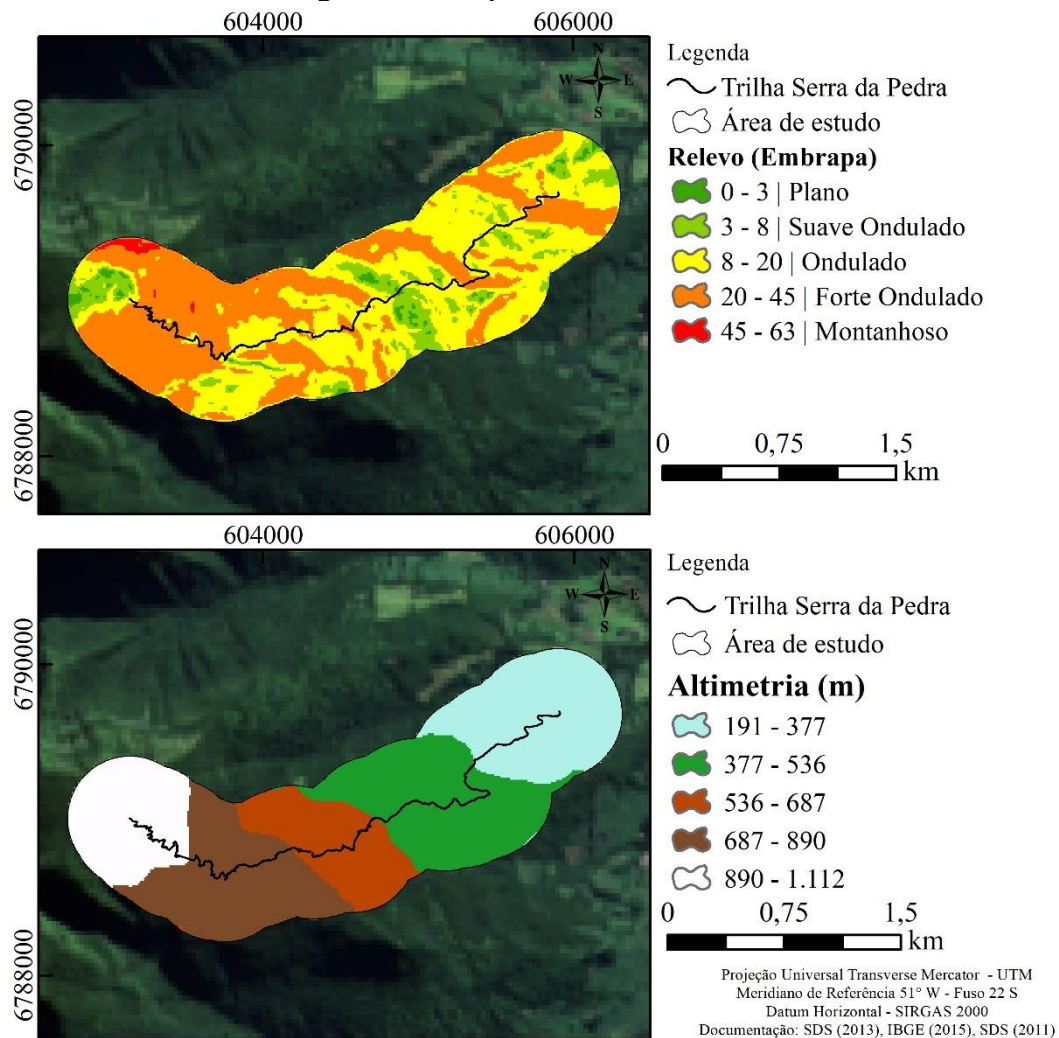 604000 606000
N
W E
S
6790000
6788000
Legenda
Trilha Serra da Pedra
Área de estudo
Relevo (Embrapa)
0 - 3 | Plano
3 - 8 | Suave Ondulado
8 - 20 | Ondulado
20 - 45 | Forte Ondulado
45 - 63 | Montanhoso
0 0,75 1,5
km
604000 606000
N
W E
S
6790000
6788000
Legenda
Trilha Serra da Pedra
Área de estudo
Altimetria (m)
191 - 377
377 - 536
536 - 687
687 - 890
890 - 1.112
0 0,75 1,5
km
Projeção Universal Transverse Mercator - UTM
Meridiano de Referência 51° W - Fuso 22 S
Datum Horizontal - SIRGAS 2000
Documentação: SDS (2013), IBGE (2015), SDS (2011)